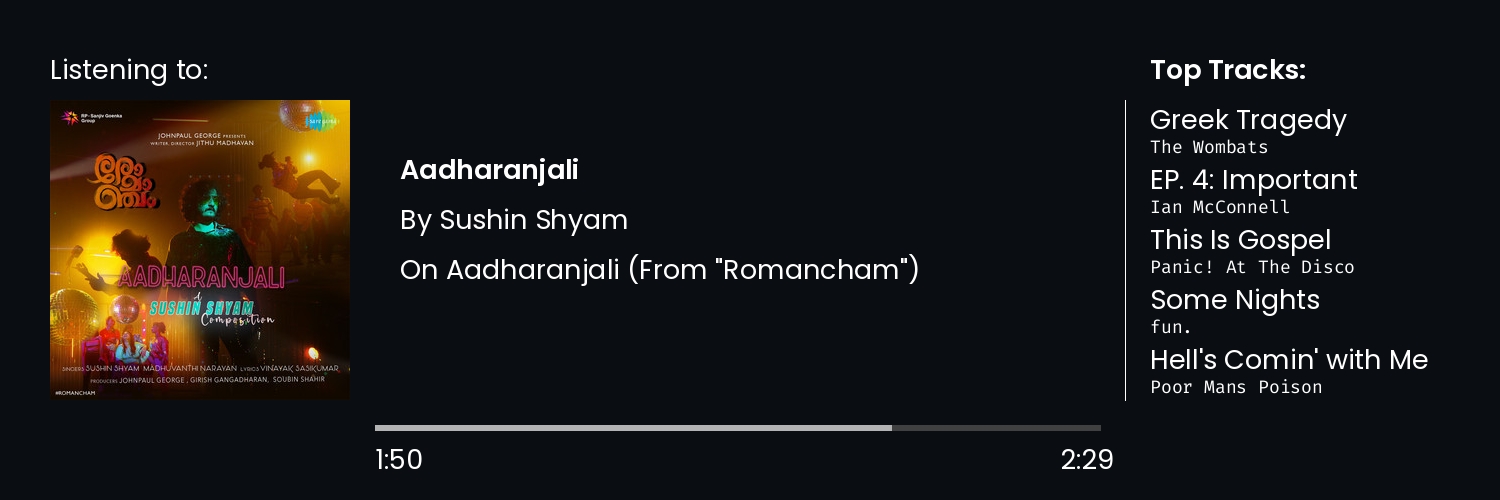 Listening to:
RP-Sanjiv Goenka
Group
JOHNPAUL GEORGE PRESENTS
WRITER, DIRECTOR JITHU MADHAVAN
രോ
മാ
ഞ്ചം
AADHARANJALI
A
SUSHIN SHYAM
Composition
SINGERS SUSHIN SHYAM MADHUVANTHI NARAYAN LYRICS VINAYAK SASIKUMAR
PRODUCERS JOHNPAUL GEORGE, GIRISH GANGADHARAN, SOUBIN SHAHIR
#ROMANCHAM
Aadharanjali
By Sushin Shyam
On Aadharanjali (From "Romancham")
1:50
2:29
Top Tracks:
Greek Tragedy
The Wombats
EP. 4: Important
Ian McConnell
This Is Gospel
Panic! At The Disco
Some Nights
fun.
Hell's Comin' with Me
Poor Mans Poison